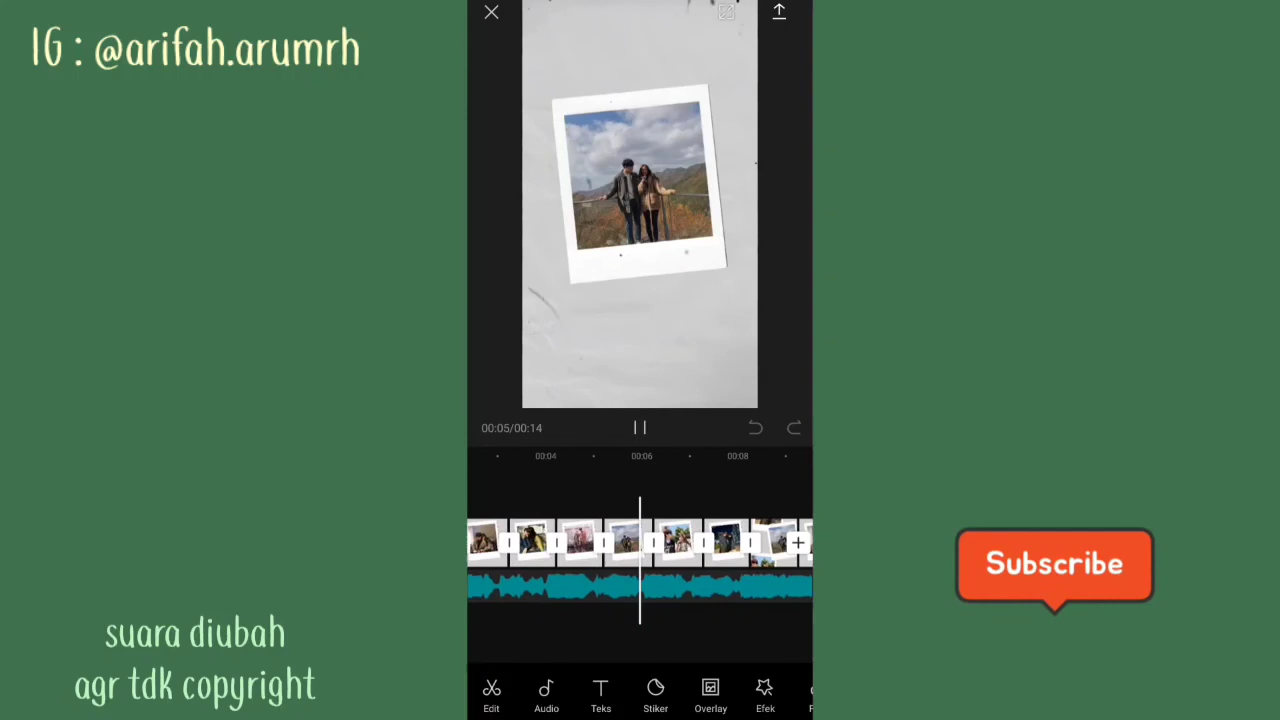 IG : @arifah.arumrh
00:05/00:14
00:04
00:06
00:08
Subscribe
suara diubah
agr tdk copyright
Edit
Audio
Teks
Stiker
Overlay
Efek